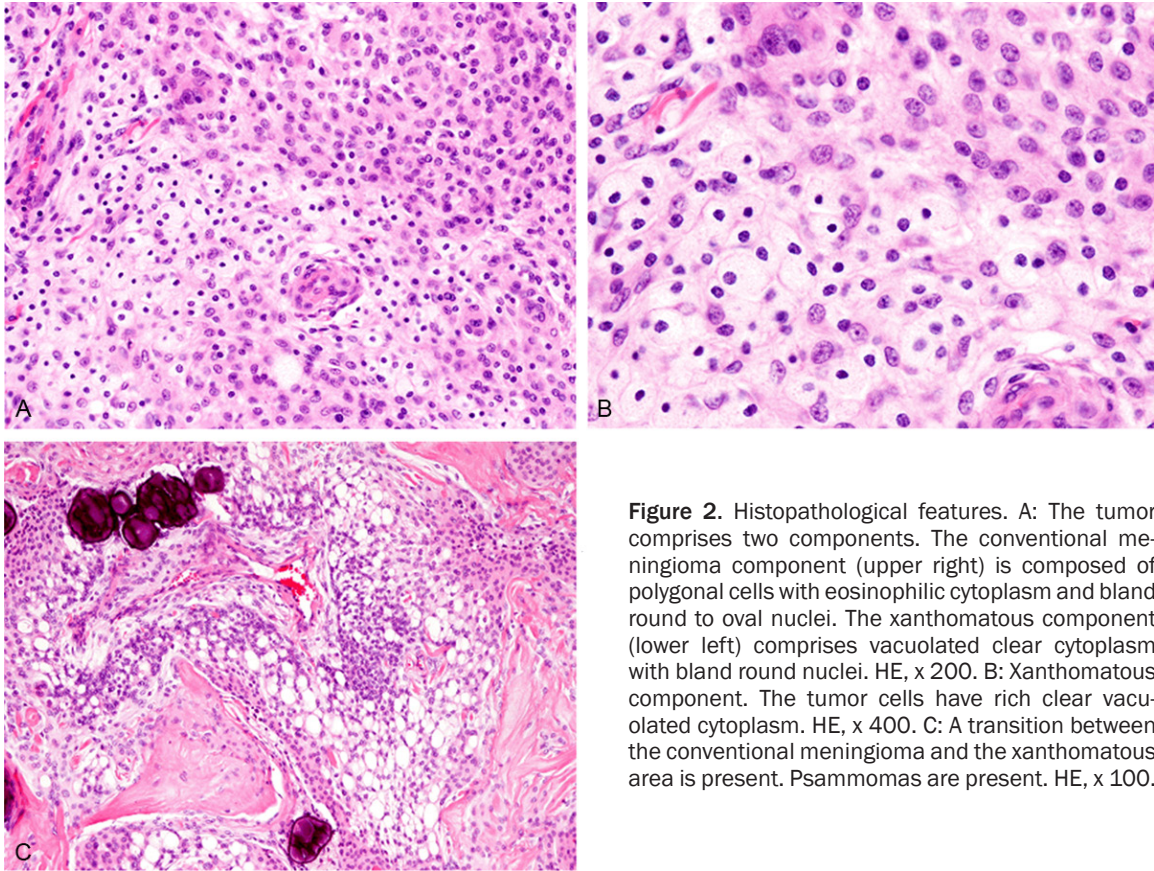 A
B
C
Figure 2. Histopathological features. A: The tumor
comprises two components. The conventional me-
ningioma component (upper right) is composed of
polygonal cells with eosinophilic cytoplasm and bland
round to oval nuclei. The xanthomatous component
(lower left) comprises vacuolated clear cytoplasm
with bland round nuclei. HE, x 200. B: Xanthomatous
component. The tumor cells have rich clear vacu-
olated cytoplasm. HE, x 400. C: A transition between
the conventional meningioma and the xanthomatous
area is present. Psammomas are present. HE, x 100.